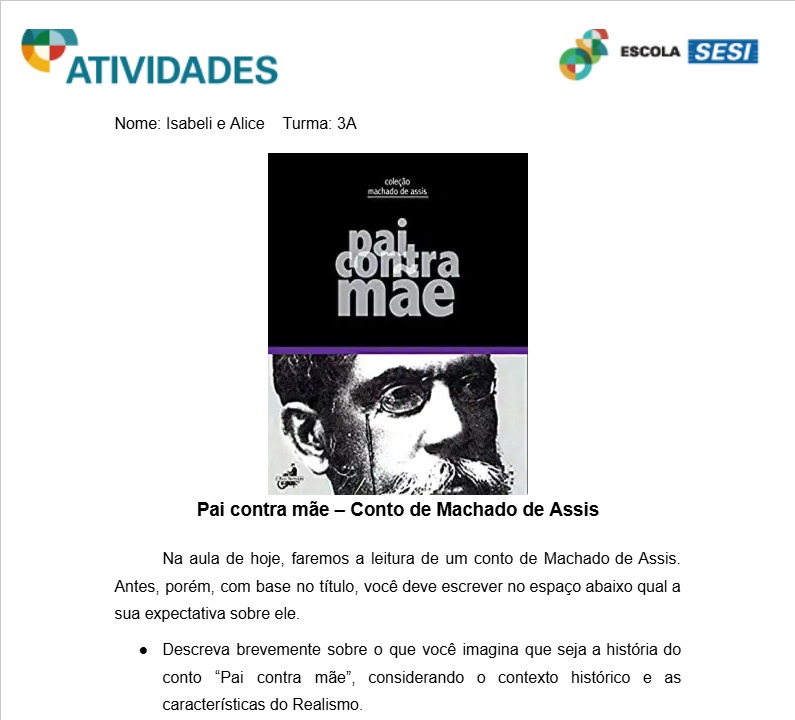 ATIVIDADES
ESCOLA SESI
Nome: Isabeli e Alice Turma: 3A
coleção
machado de assis
pai
contra
mãe
Pai contra mãe – Conto de Machado de Assis
Na aula de hoje, faremos a leitura de um conto de Machado de Assis.
Antes, porém, com base no título, você deve escrever no espaço abaixo qual a
sua expectativa sobre ele.
● Descreva brevemente sobre o que você imagina que seja a história do
conto “Pai contra mãe”, considerando o contexto histórico e as
características do Realismo.